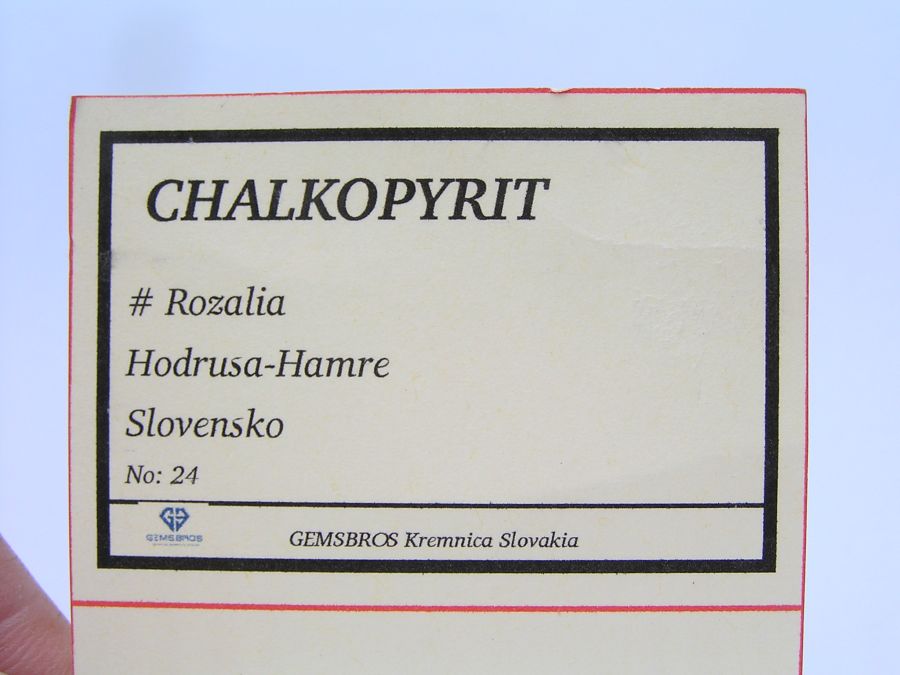 CHALKOPYRIT
# Rozalia
Hodrusa-Hamre
Slovensko
No: 24
GEMSBROS
GEMSBROS Kremnica Slovakia